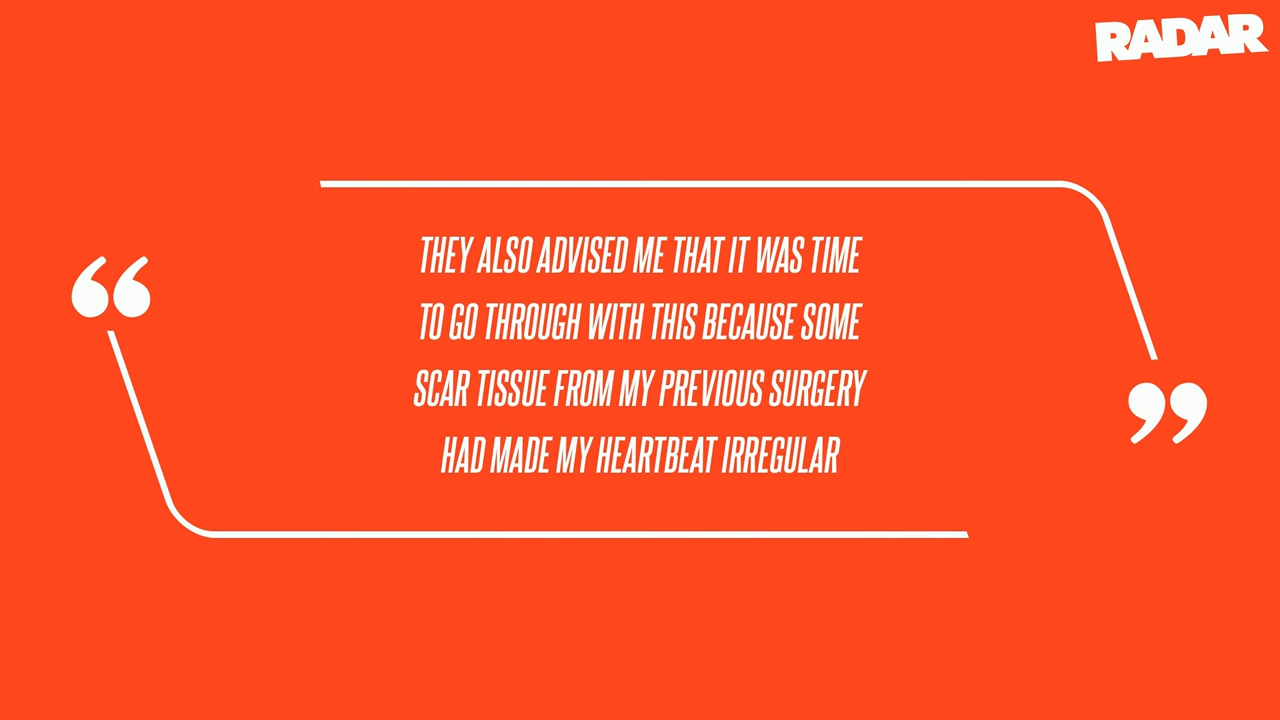 RADAR
“
THEY ALSO ADVISED ME THAT IT WAS TIME
TO GO THROUGH WITH THIS BECAUSE SOME
SCAR TISSUE FROM MY PREVIOUS SURGERY
HAD MADE MY HEARTBEAT IRREGULAR
”